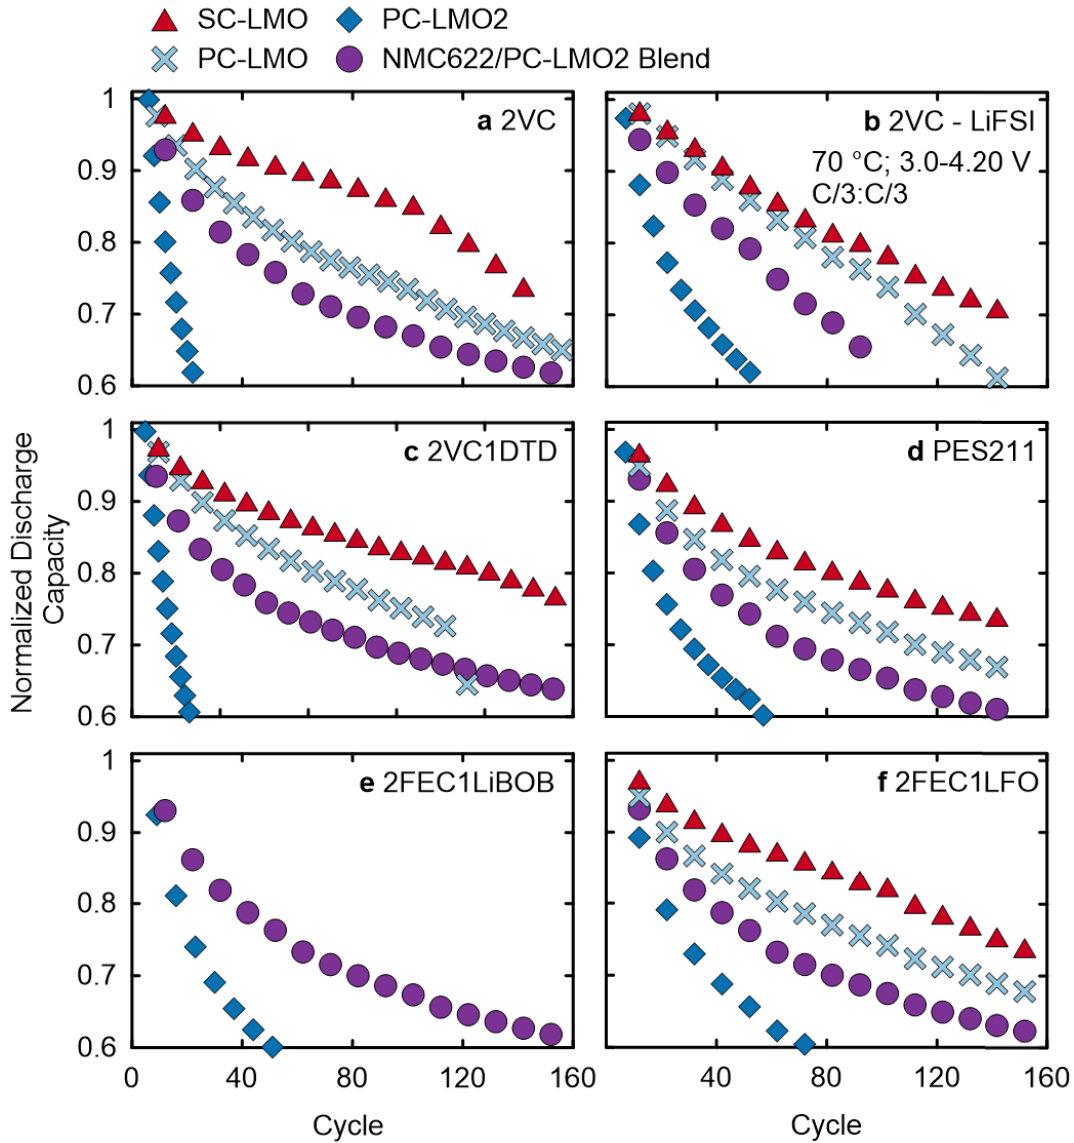 SC-LMO
PC-LMO2
PC-LMO
NMC622/PC-LMO2 Blend
1
0.9
0.8
0.7
0.6
a 2VC
b 2VC - LiFSI
70 °C; 3.0-4.20 V
C/3:C/3
Normalized Discharge
Capacity
1
0.9
0.8
0.7
0.6
c 2VC1DTD
d PES211
1
0.9
0.8
0.7
0.6
e 2FEC1LiBOB
f 2FEC1LFO
0
40
80
120
160
40
80
120
160
Cycle
Cycle